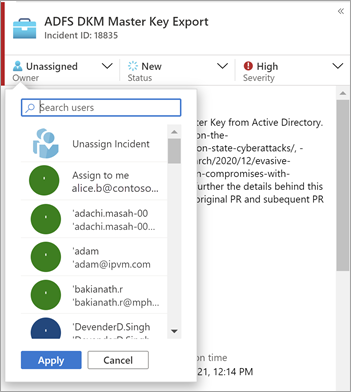 ADFS DKM Master Key Export
Incident ID: 18835
Unassigned
Owner
New
Status
High
Severity
Search users
Unassign Incident
Assign to me
alice.b@contoso...
'adachi.masah-00
'adachi.masah-00...
'adam
'adam@ipvm.com
'bakianath.r
'bakianath.r@mph...
'DevenderD.Singh
'DevenderD.Singh
Apply
Cancel
ter Key from Active Directory.
on-the-
on-state-cyberattacks/, -
arch/2020/12/evasive-
n-compromises-with-
urther the details behind this
original PR and subequent PR
on time
21, 12:14 PM